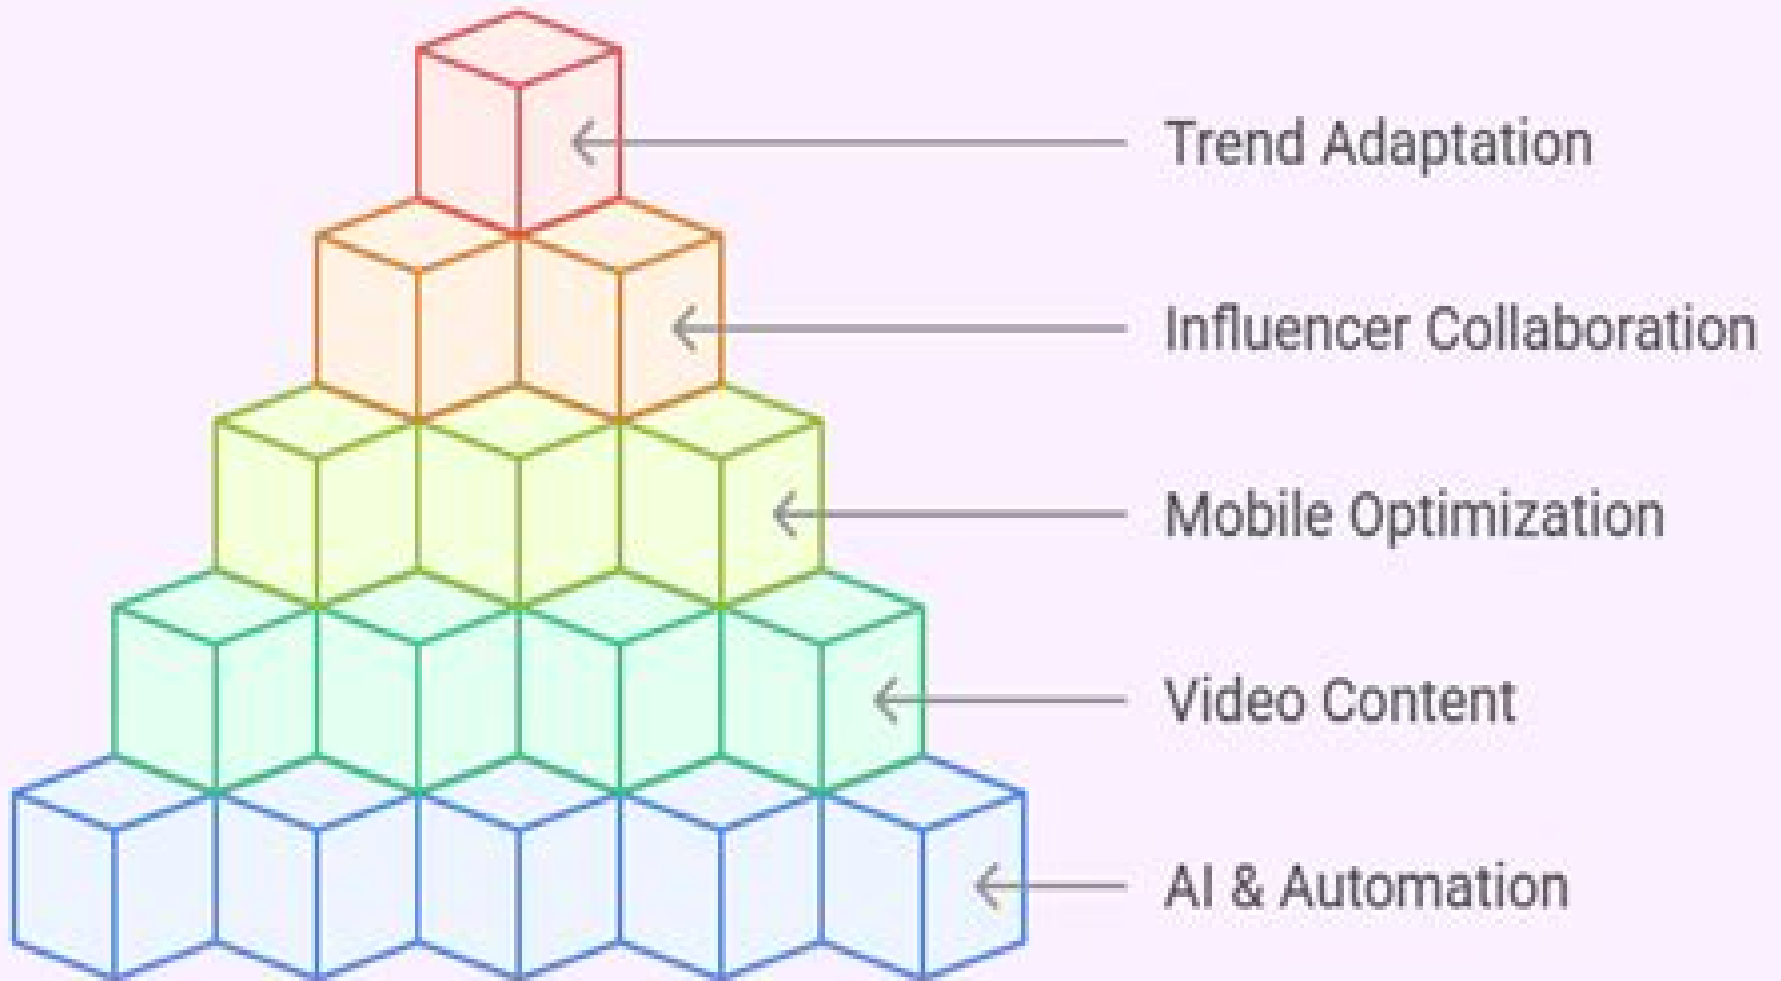 Trend Adaptation
Influencer Collaboration
Mobile Optimization
Video Content
AI & Automation